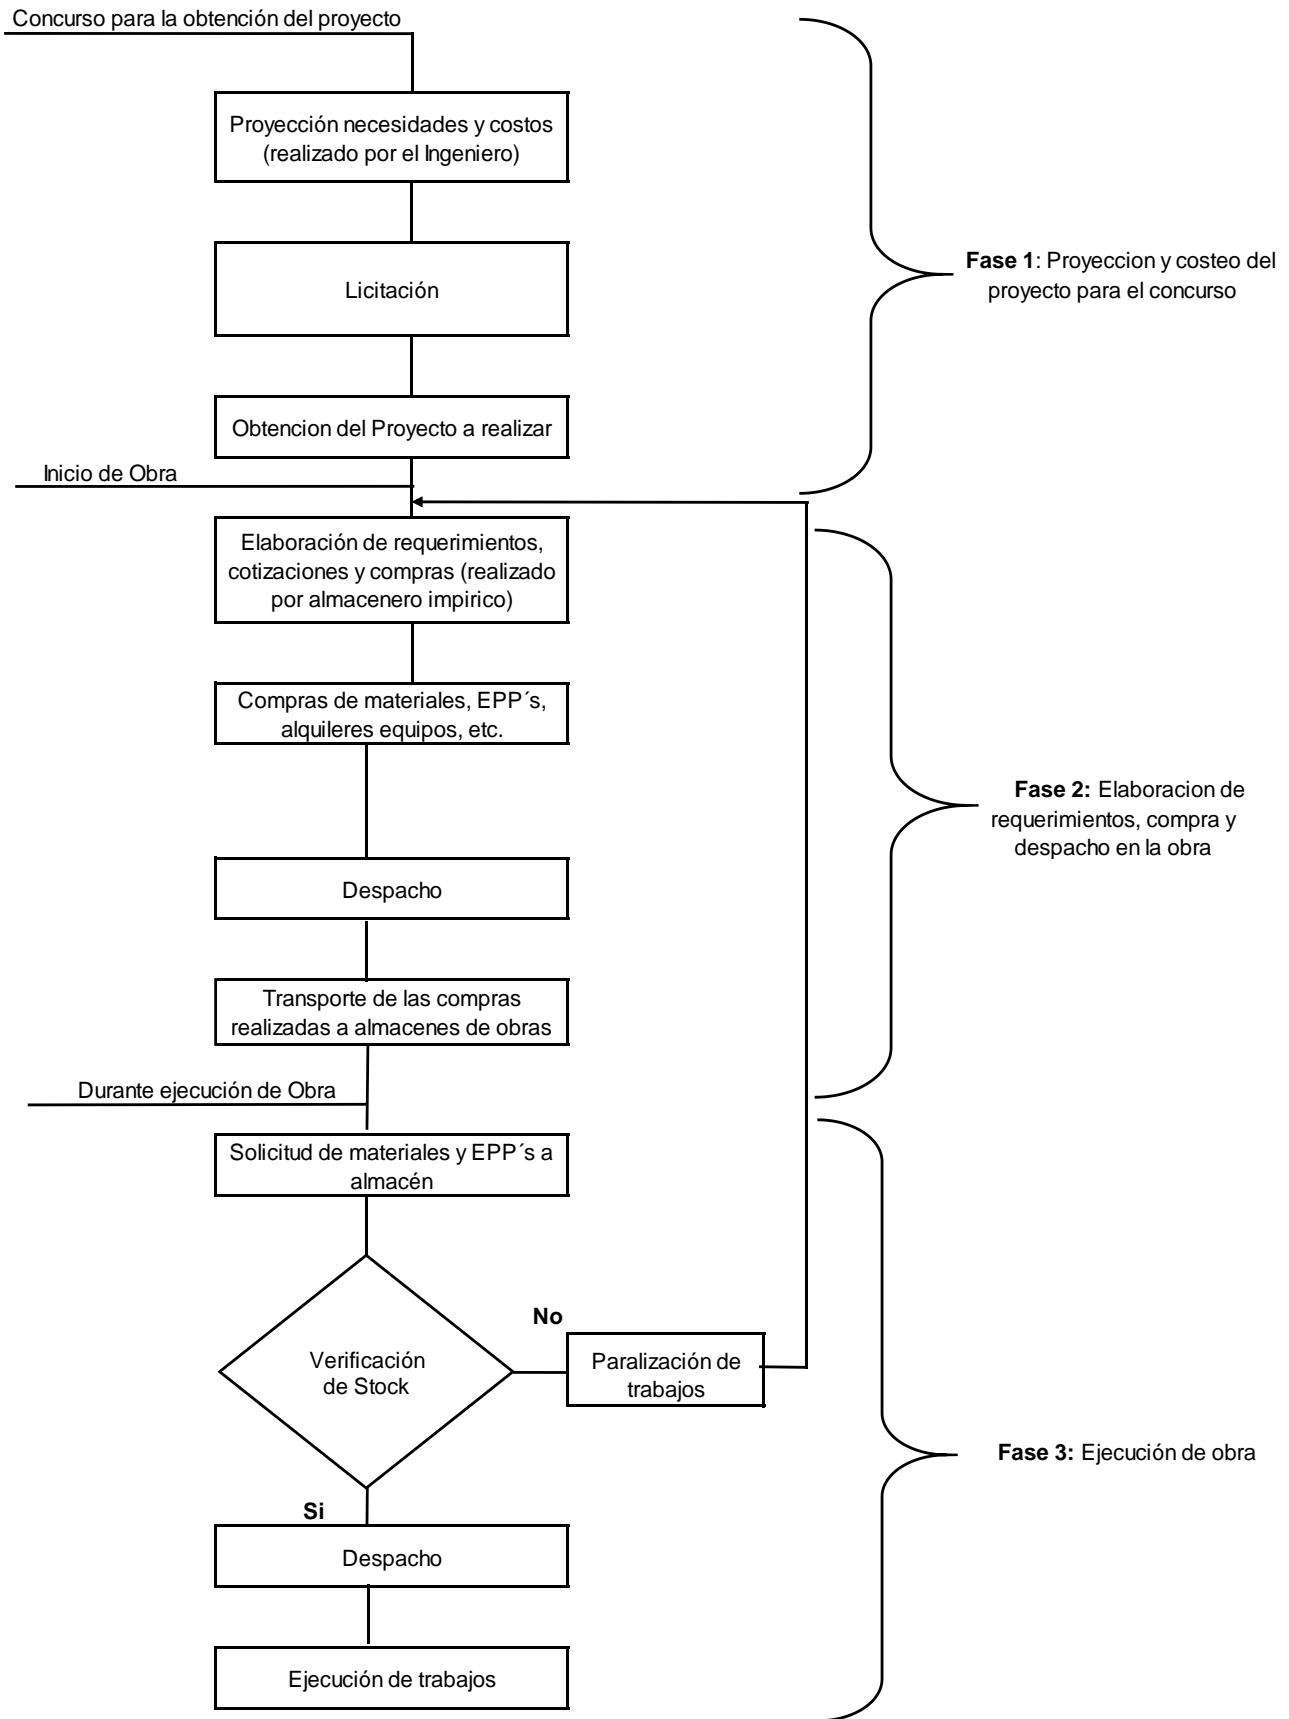 Concurso para la obtención del proyecto
Proyección necesidades y costos
(realizado por el Ingeniero)
Licitación
Fase 1: Proyeccion y costeo del
proyecto para el concurso
Obtencion del Proyecto a realizar
Inicio de Obra
Elaboración de requerimientos,
cotizaciones y compras (realizado
por almacenero impirico)
Compras de materiales, EPP´s,
alquileres equipos, etc.
Fase 2: Elaboracion de
requerimientos, compra y
despacho en la obra
Despacho
Transporte de las compras
realizadas a almacenes de obras
Durante ejecución de Obra
Solicitud de materiales y EPP´s a
almacén
Verificación
de Stock
No
Paralización de
trabajos
Fase 3: Ejecución de obra
Si
Despacho
Ejecución de trabajos